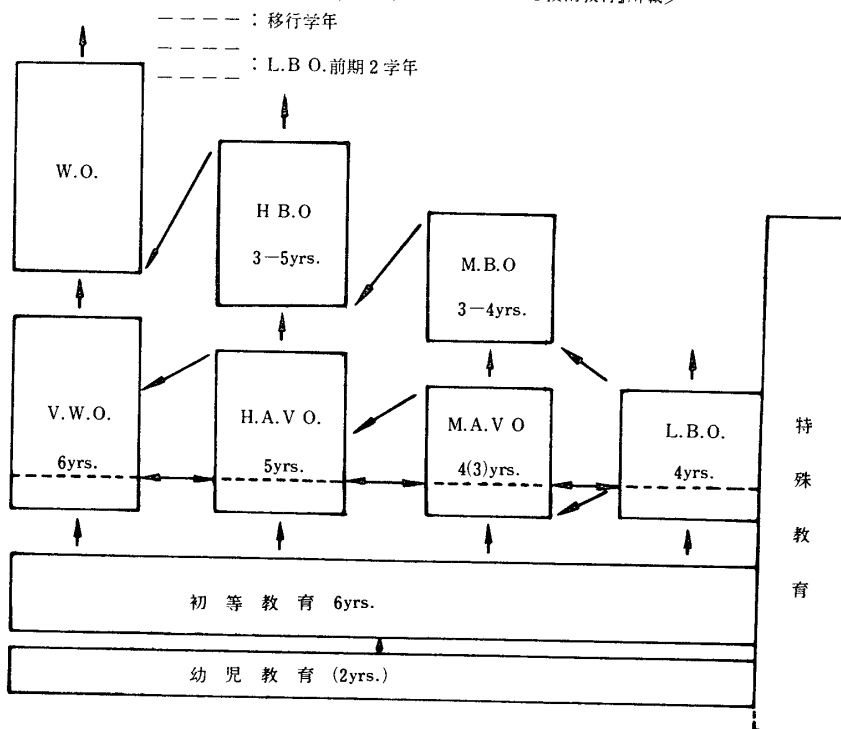 －－－－：移行学年
：L.B O.前期2学年
W.O.
H B.O
3－5yrs.
M.B.O
3－4yrs.
V.W.O.
6yrs.
H.A.V O.
5yrs.
M.A.V O
4(3)yrs.
L.B.O.
4yrs.
特殊教育
初等教育 6yrs.
幼児教育 (2yrs.)